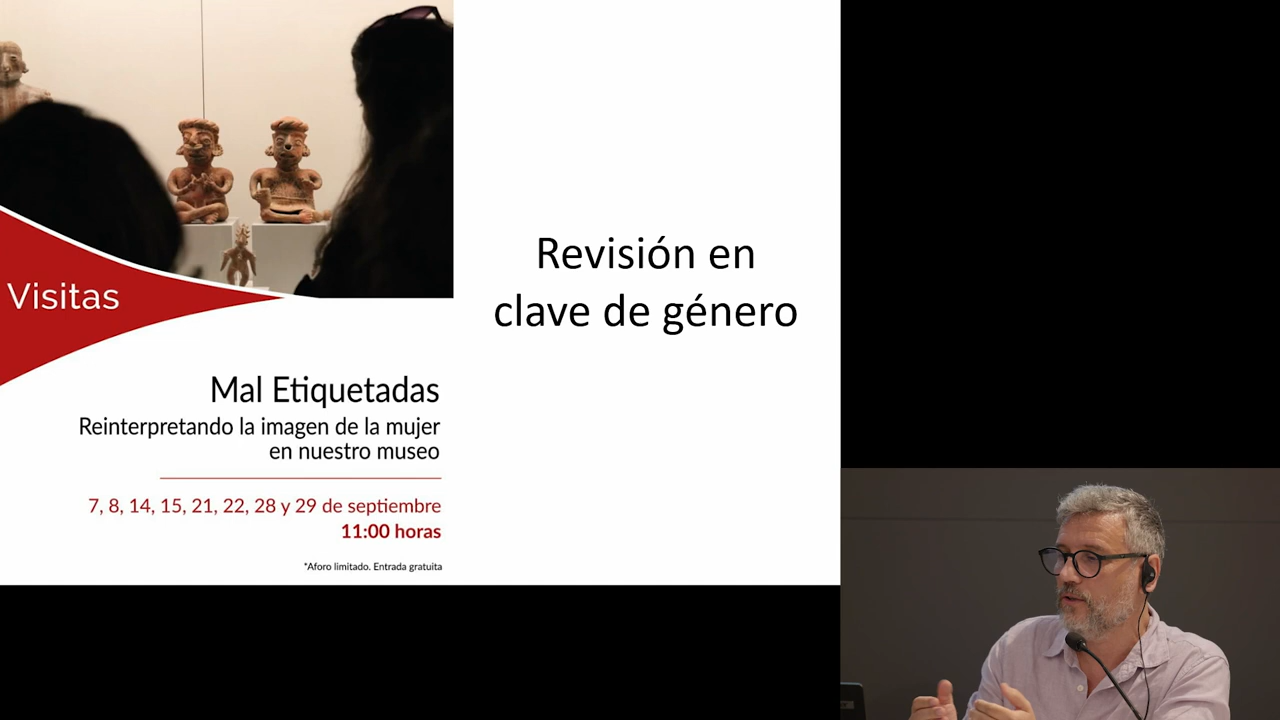 Visitas
Mal Etiquetadas
Reinterpretando la imagen de la mujer
en nuestro museo
7, 8, 14, 15, 21, 22, 28 y 29 de septiembre
11:00 horas
*Aforo limitado. Entrada gratuita
Revisión en
clave de género